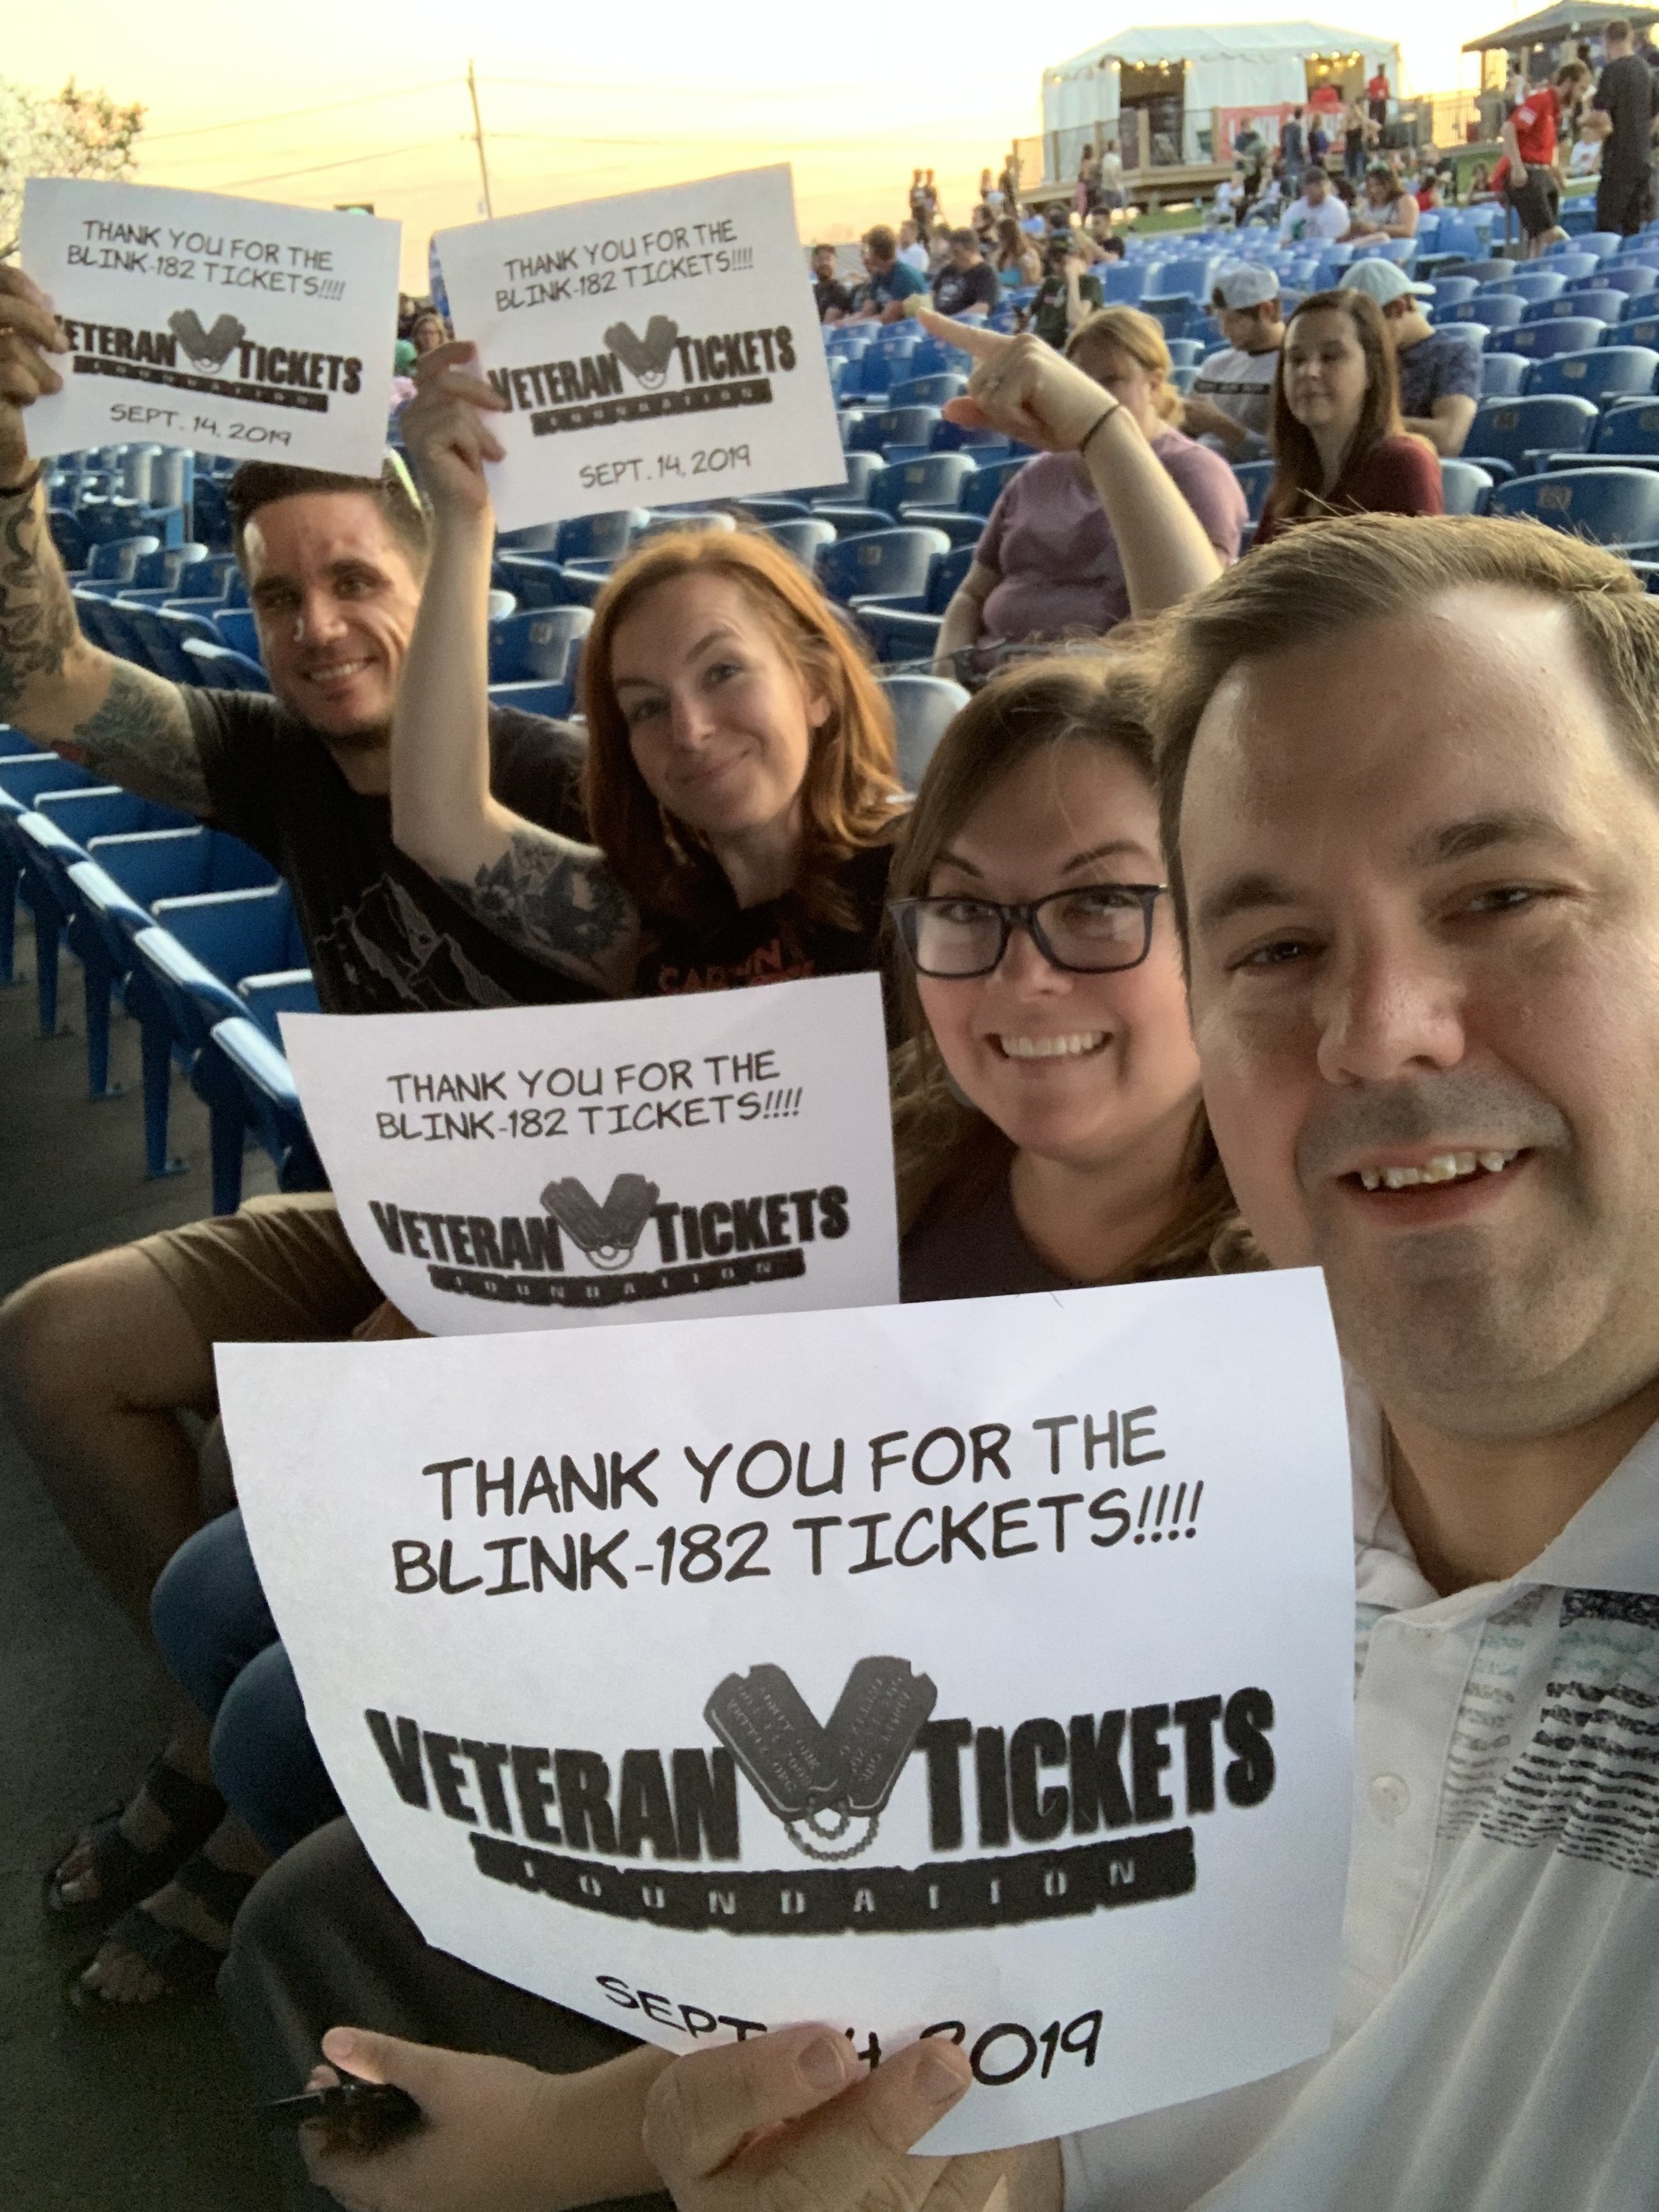 THANK YOU FOR THE
BLINK-182 TICKETS!!!!
VETERAN TICKETS
FOUNDATION
SEPT. 14, 2019
THANK YOU FOR THE
BLINK-182 TICKETS!!!!
VETERAN TICKETS
FOUNDATION
SEPT. 14, 2019
THANK YOU FOR THE
BLINK-182 TICKETS!!!!
VETERAN TICKETS
FOUNDATION
THANK YOU FOR THE
BLINK-182 TICKETS!!!!
VETERAN TICKETS
FOUNDATION
SEPT 2019